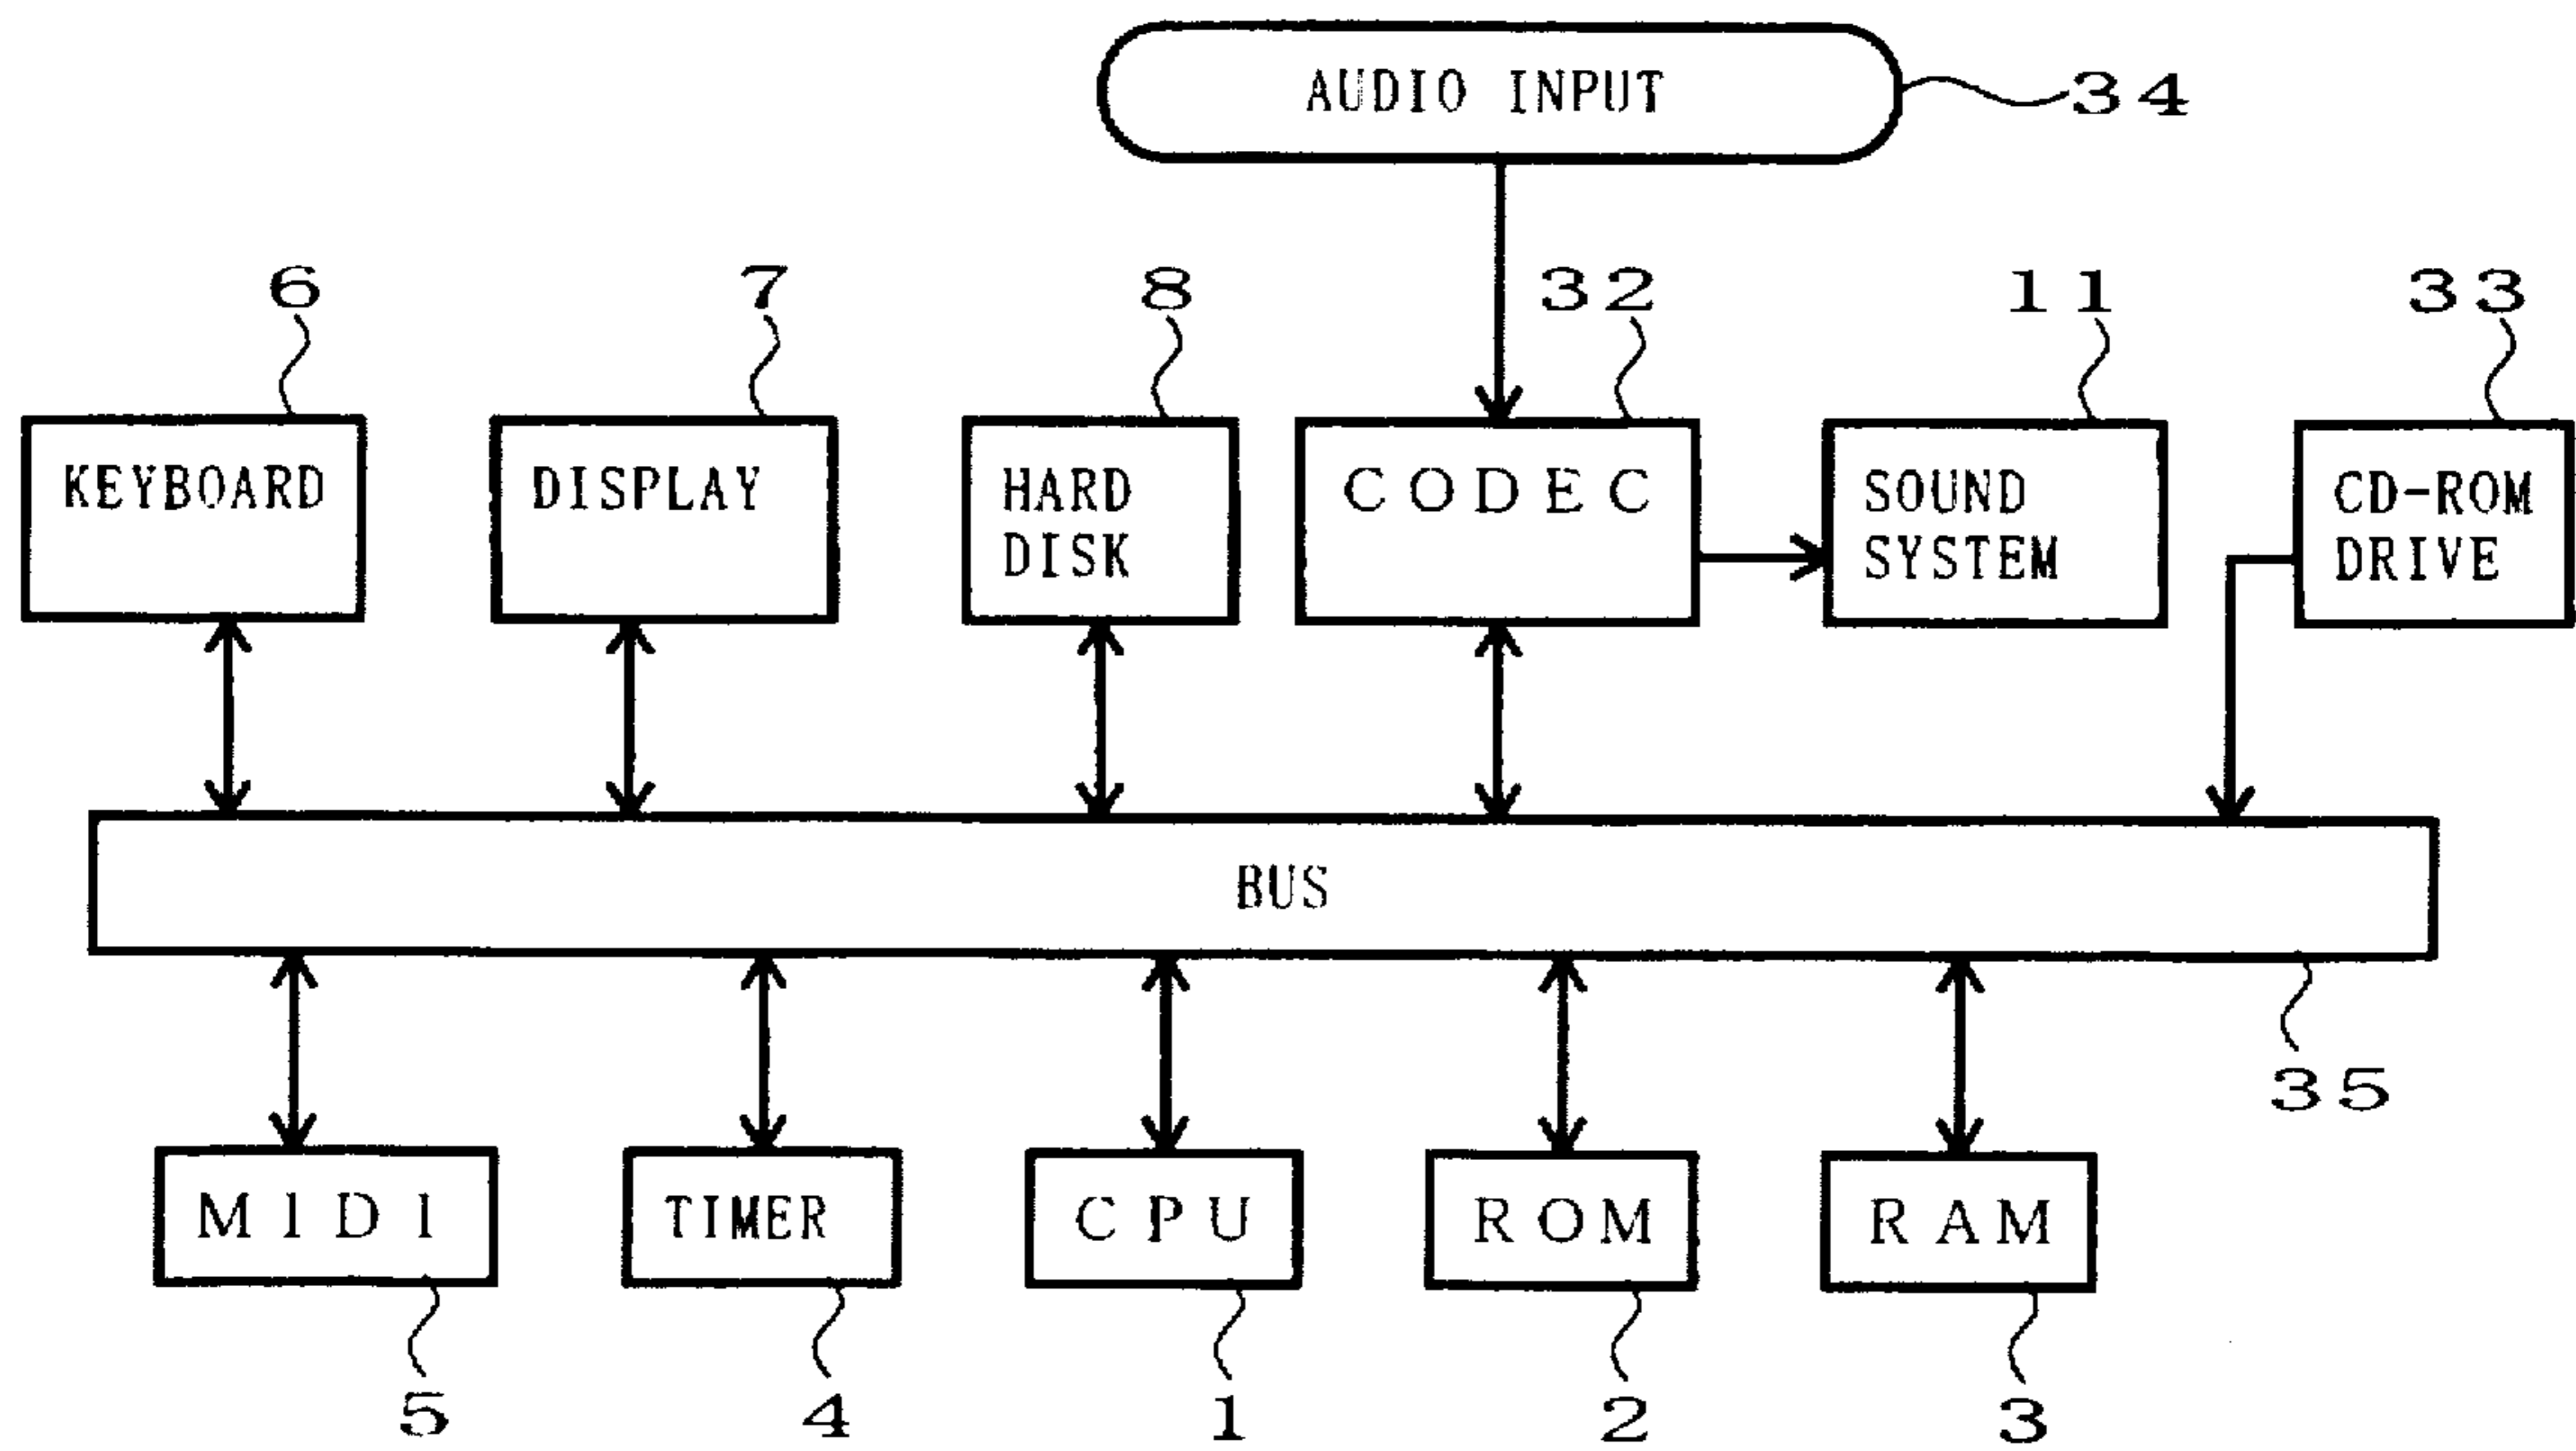 AUDIO INPUT
34
6
7
8
32
11
33
KEYBOARD
DISPLAY
HARD
DISK
CODEC
SOUND
SYSTEM
CD-ROM
DRIVE
BUS
35
MIDI
TIMER
CPU
ROM
RAM
5
4
1
2
3